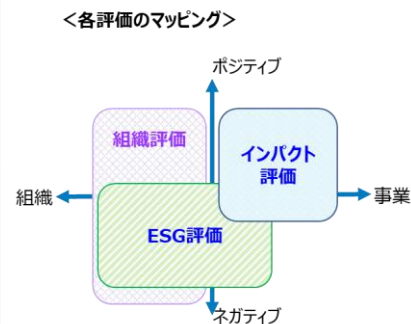 ＜各評価のマッピング＞
ポジティブ
組織評価
インパクト
評価
組織
事業
ESG評価
ネガティブ